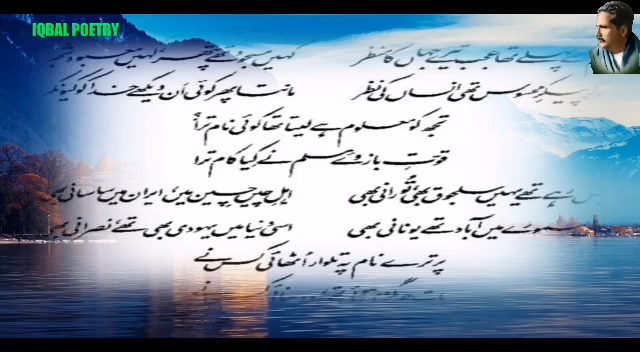 IQBAL POETRY
سے پہلے تھا عجب تیرے جہاں کا منظر کہیں مسجود تھے پتھر کہیں معبود
پیکرِ محسوس تھی انساں کی نظر مانتا پھر کوئی اَن دیکھے خدا کو کیونکر
تجھ کو معلوم ہے لیتا تھا کوئی نام ترا؟
قوتِ بازوئے مسلم نے کیا کام ترا
رہے تھے یہیں سلجوق بھی، تُورانی بھی اہلِ چیں چین میں، ایران میں ساسانی بھی
معمورے میں آباد تھے یونانی بھی اسی دنیا میں یہودی بھی تھے، نصرانی بھی
پر ترے نام پہ تلوار اٹھائی کس نے